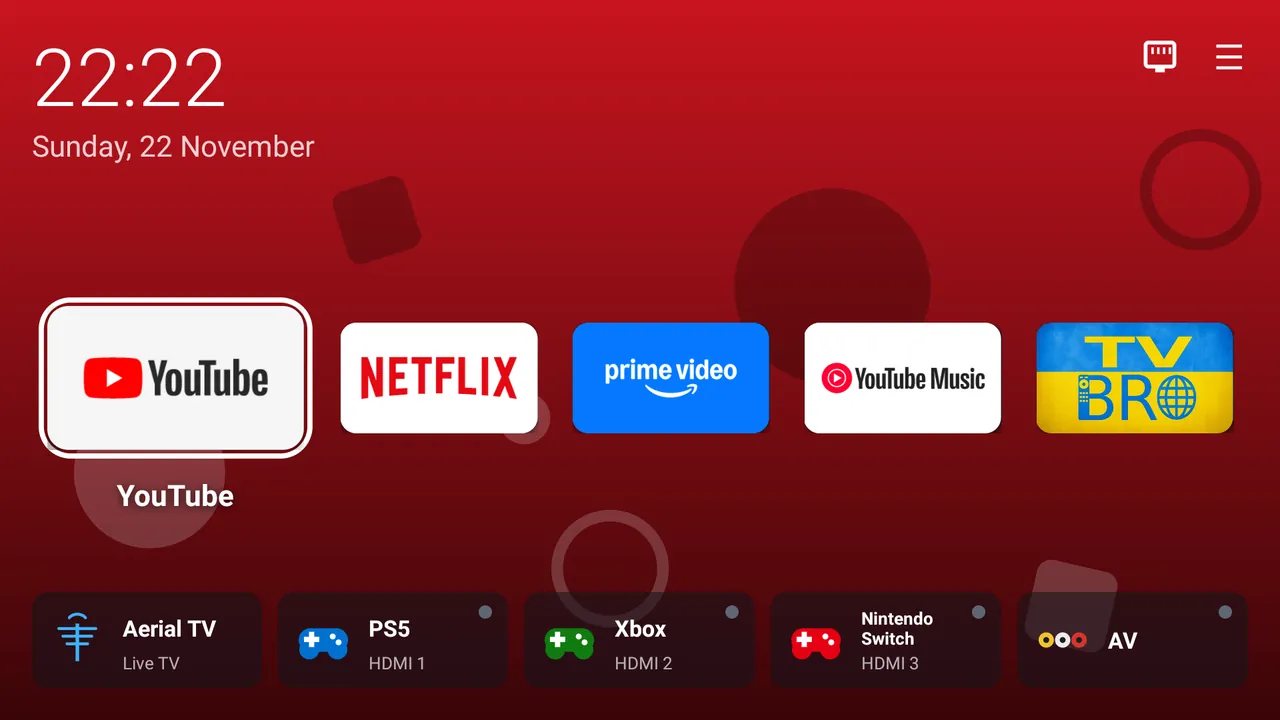 22:22
Sunday, 22 November
YouTube
NETFLIX
prime video
YouTube Music
TV
BRO
YouTube
Aerial TV
Live TV
PS5
HDMI 1
Xbox
HDMI 2
Nintendo
Switch
HDMI 3
AV